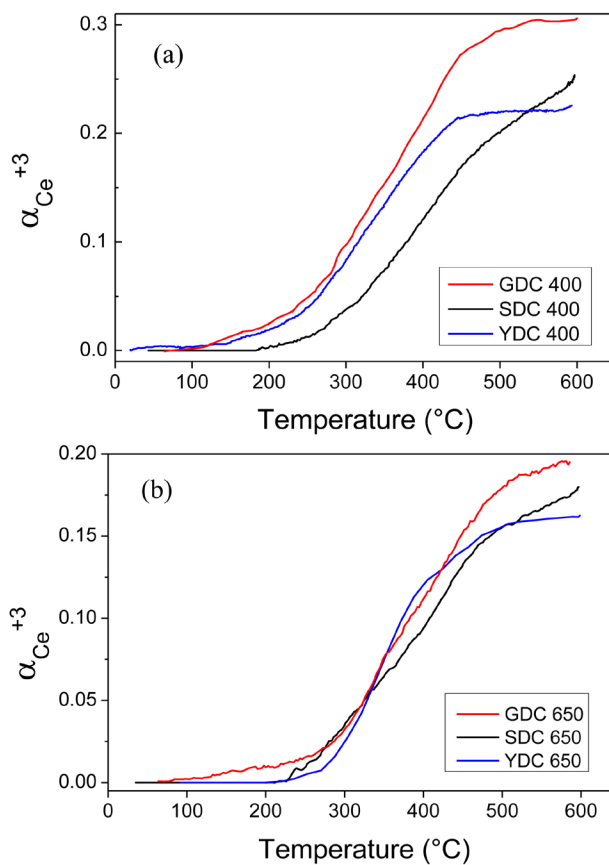 0.3
(a)
0.2
α_Ce^+3
0.1
GDC 400
SDC 400
YDC 400
0.0
0 100 200 300 400 500 600
Temperature (°C)
0.20
(b)
0.15
α_Ce^+3
0.10
0.05
GDC 650
SDC 650
YDC 650
0.00
0 100 200 300 400 500 600
Temperature (°C)